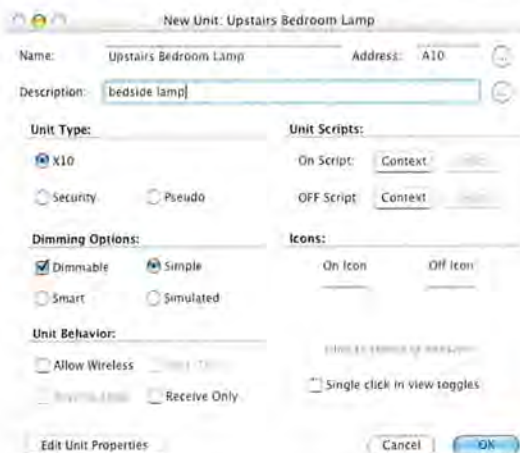 New Unit: Upstairs Bedroom Lamp
Name: Upstairs Bedroom Lamp Address: A10
Description: bedside lamp
Unit Type: Unit Scripts:
X10 On Script: Context
Security Pseudo OFF Script Context
Dimming Options: Icons:
Dimmable Simple On Icon Off Icon
Smart Simulated
Unit Behavior:
Allow Wireless
Single click in view toggles
Receive Only
Edit Unit Properties Cancel OK